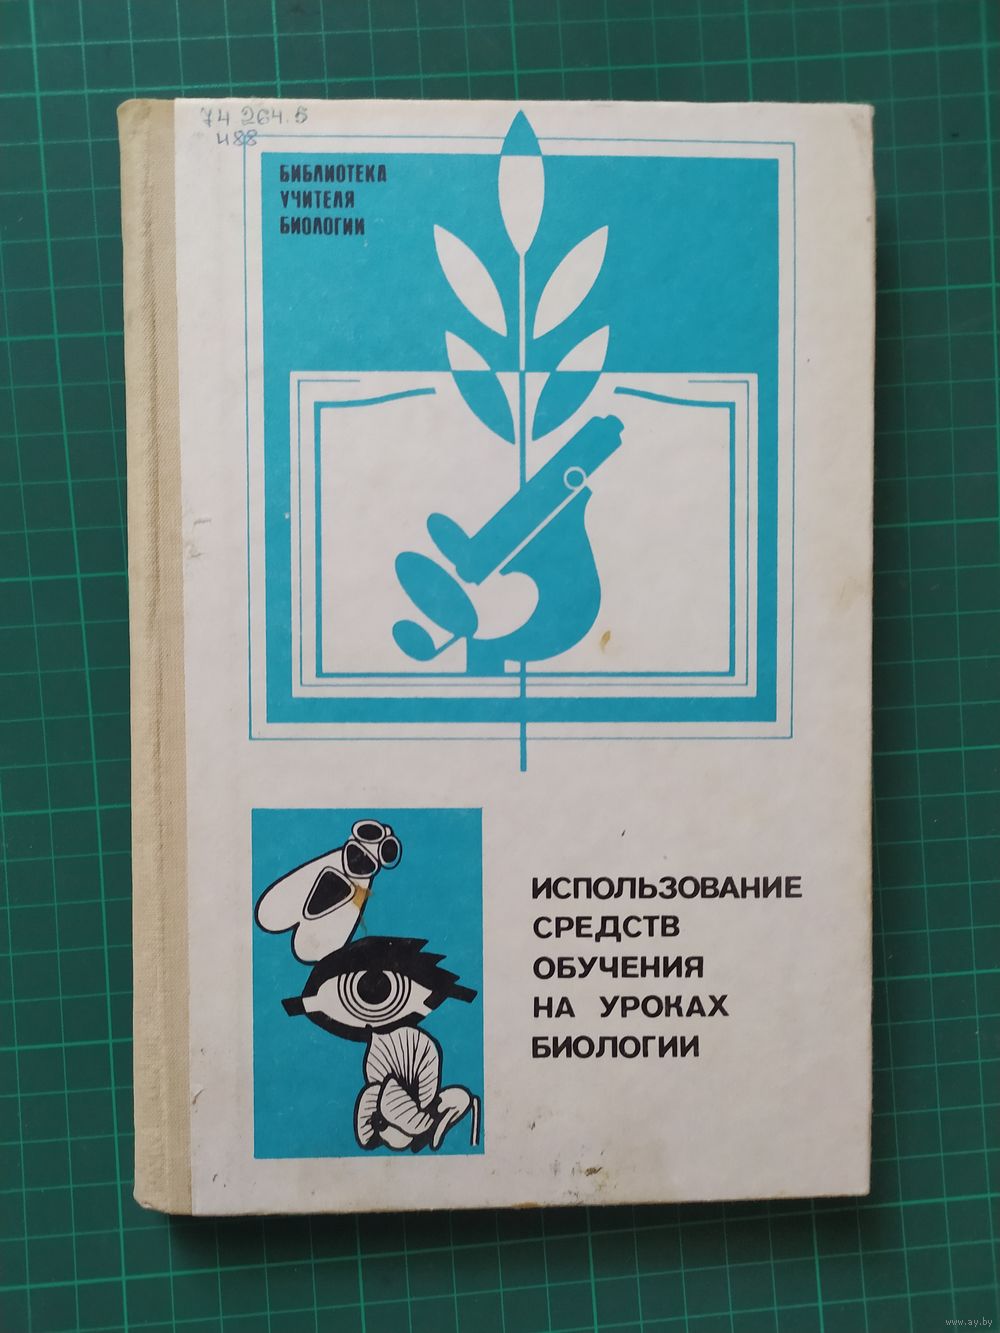 74 264.5
и88
БИБЛИОТЕКА
УЧИТЕЛЯ
БИОЛОГИИ
ИСПОЛЬЗОВАНИЕ
СРЕДСТВ
ОБУЧЕНИЯ
НА УРОКАХ
БИОЛОГИИ
www.ay.by